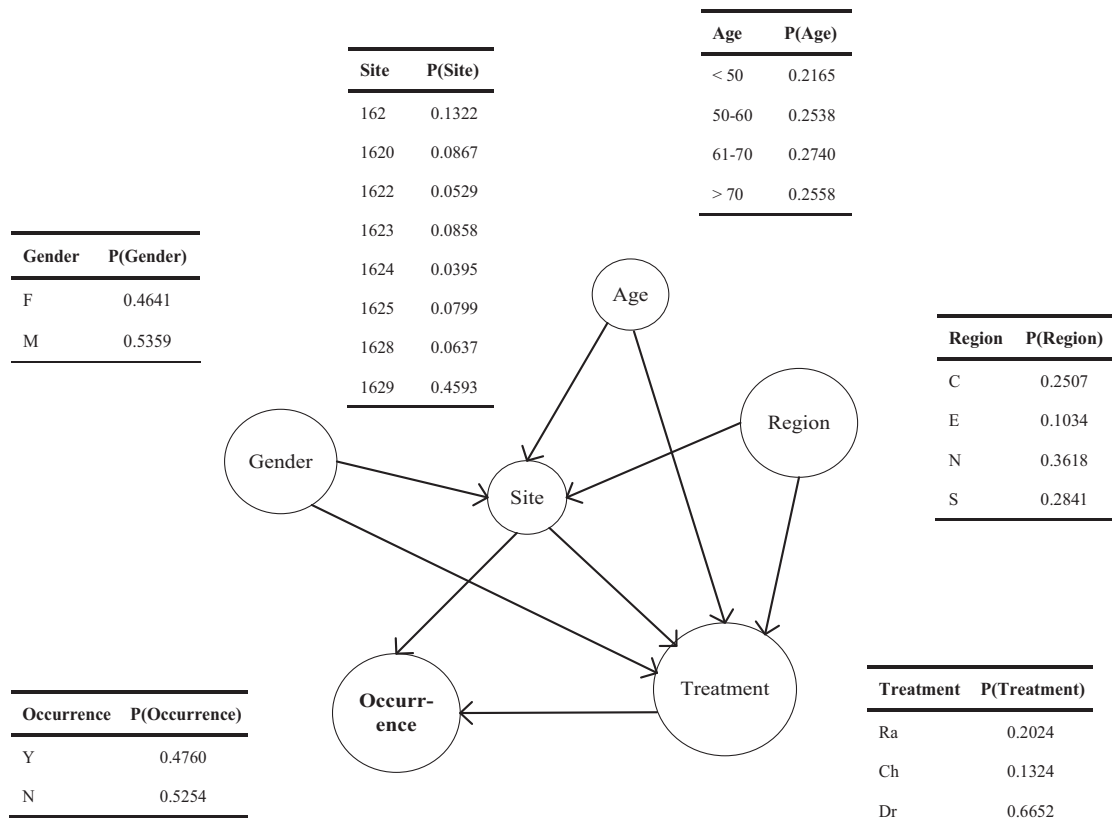 Age P(Age)
< 50 0.2165
50-60 0.2538
61-70 0.2740
> 70 0.2558
Site P(Site)
162 0.1322
1620 0.0867
1622 0.0529
1623 0.0858
1624 0.0395
1625 0.0799
1628 0.0637
1629 0.4593
Gender P(Gender)
F 0.4641
M 0.5359
Region P(Region)
C 0.2507
E 0.1034
N 0.3618
S 0.2841
Age
Region
Gender
Site
Treatment
Occurr-
ence
Occurrence P(Occurrence)
Y 0.4760
N 0.5254
Treatment P(Treatment)
Ra 0.2024
Ch 0.1324
Dr 0.6652